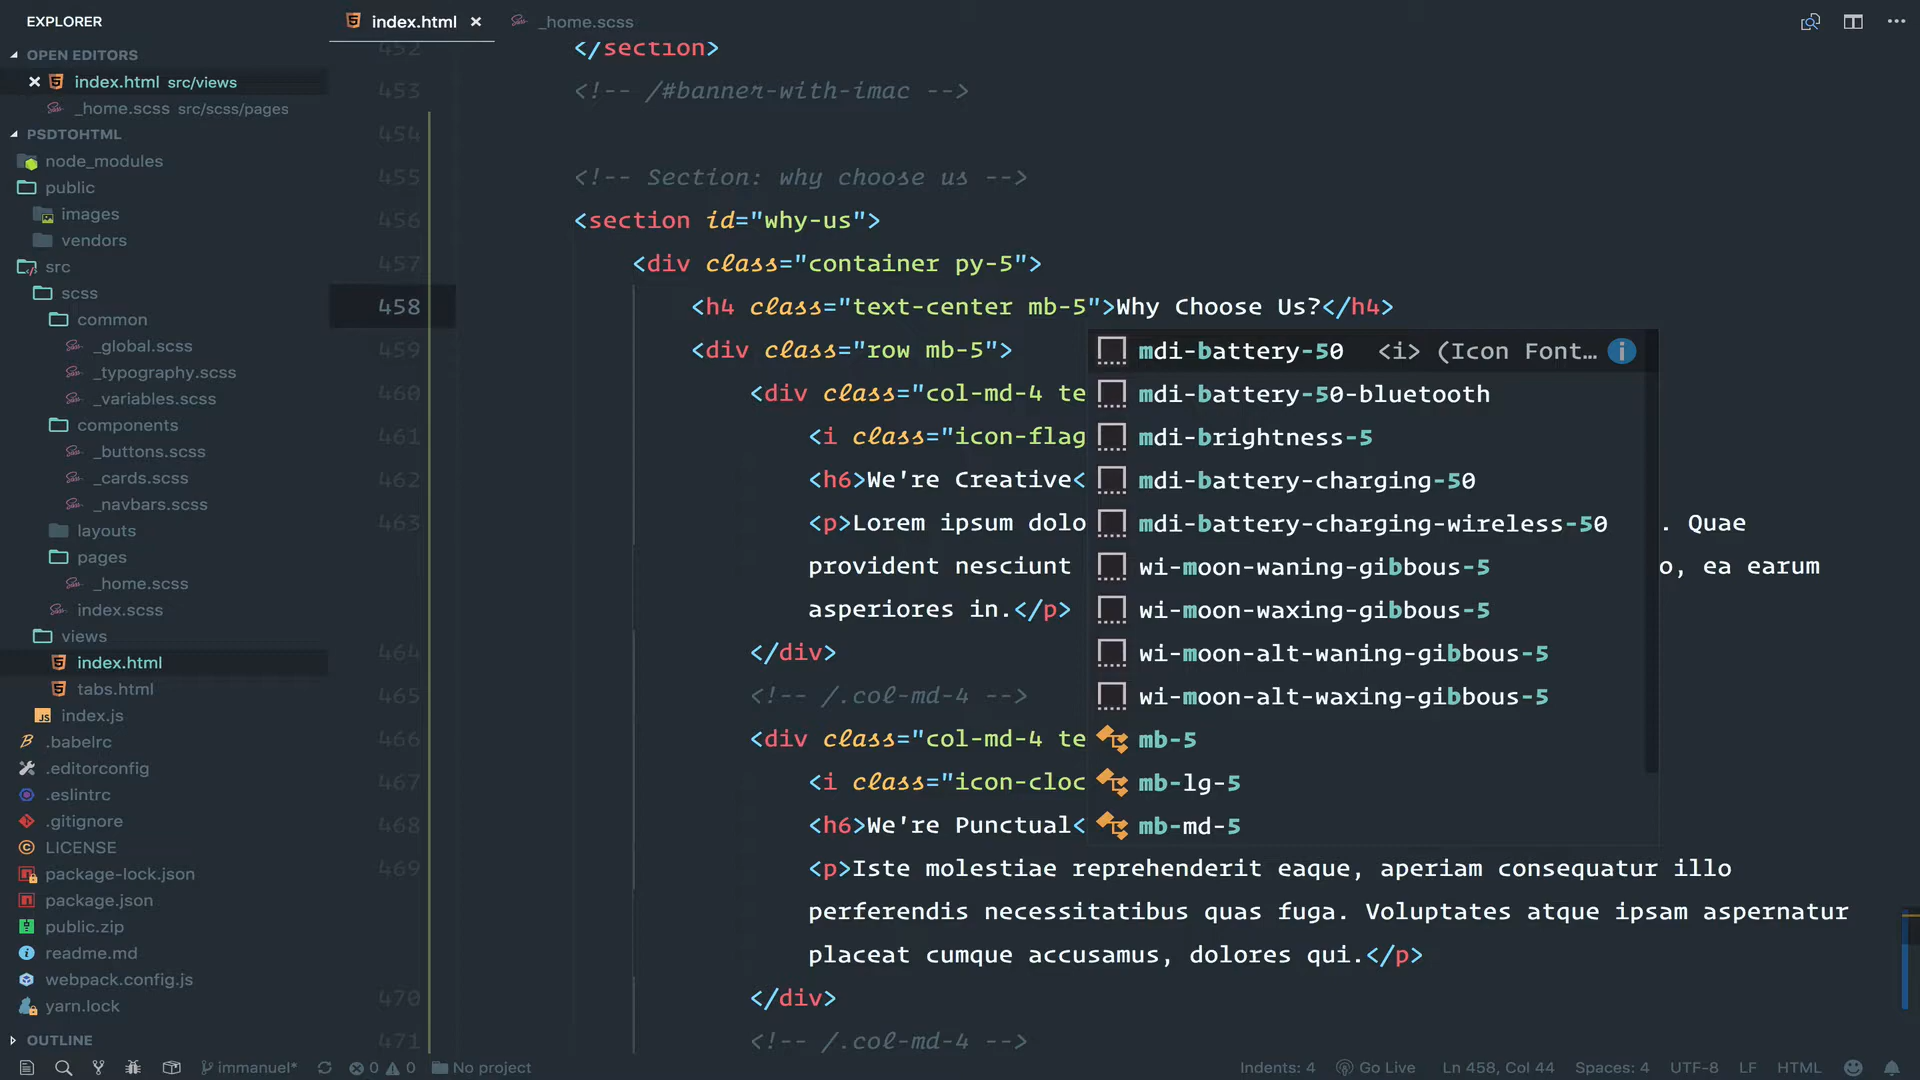 EXPLORER
OPEN EDITORS
index.html src/views
_home.scss src/scss/pages
PSDTOHTML
node_modules
public
images
vendors
src
scss
common
_global.scss
_typography.scss
_variables.scss
components
_buttons.scss
_cards.scss
_navbars.scss
layouts
pages
_home.scss
index.scss
views
index.html
tabs.html
index.js
.babelrc
.editorconfig
.eslintrc
.gitignore
LICENSE
package-lock.json
package.json
public.zip
readme.md
webpack.config.js
yarn.lock
OUTLINE
index.html
_home.scss
452 </section>
453 <!-- /#banner-with-imac -->
454
455 <!-- Section: why choose us -->
456 <section id="why-us">
457 <div class="container py-5">
458 <h4 class="text-center mb-5">Why Choose Us?</h4>
459 <div class="row mb-5">
460 <div class="col-md-4 te
461 <i class="icon-flag
462 <h6>We're Creative<
463 <p>Lorem ipsum dolo . Quae
provident nesciunt o, ea earum
asperiores in.</p>
464 </div>
465 <!-- /.col-md-4 -->
466 <div class="col-md-4 te
467 <i class="icon-cloc
468 <h6>We're Punctual<
469 <p>Iste molestiae reprehenderit eaque, aperiam consequatur illo
perferendis necessitatibus quas fuga. Voluptates atque ipsam aspernatur
placeat cumque accusamus, dolores qui.</p>
470 </div>
471 <!-- /.col-md-4 -->
mdi-battery-50 <i> (Icon Font…
mdi-battery-50-bluetooth
mdi-brightness-5
mdi-battery-charging-50
mdi-battery-charging-wireless-50
wi-moon-waning-gibbous-5
wi-moon-waxing-gibbous-5
wi-moon-alt-waning-gibbous-5
wi-moon-alt-waxing-gibbous-5
mb-5
mb-lg-5
mb-md-5
immanuel* 0 0 No project Indents: 4 Go Live Ln 458, Col 44 Spaces: 4 UTF-8 LF HTML